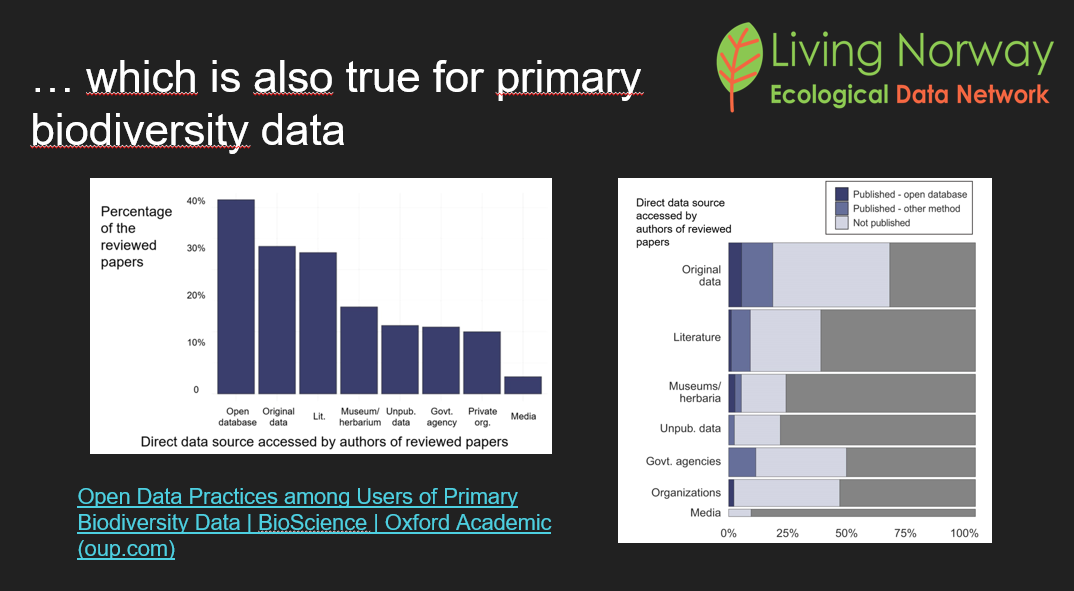 … which is also true for primary
biodiversity data
Living Norway
Ecological Data Network
Percentage
of the
reviewed
papers
40%
30%
20%
10%
0
Open
database
Original
data
Lit.
Museum/
herbarium
Unpub.
data
Govt.
agency
Private
org.
Media
Direct data source accessed by authors of reviewed papers
Direct data source
accessed by
authors of reviewed
papers
Published - open database
Published - other method
Not published
Original
data
Literature
Museums/
herbaria
Unpub. data
Govt. agencies
Organizations
Media
0%
25%
50%
75%
100%
Open Data Practices among Users of Primary
Biodiversity Data | BioScience | Oxford Academic
(oup.com)